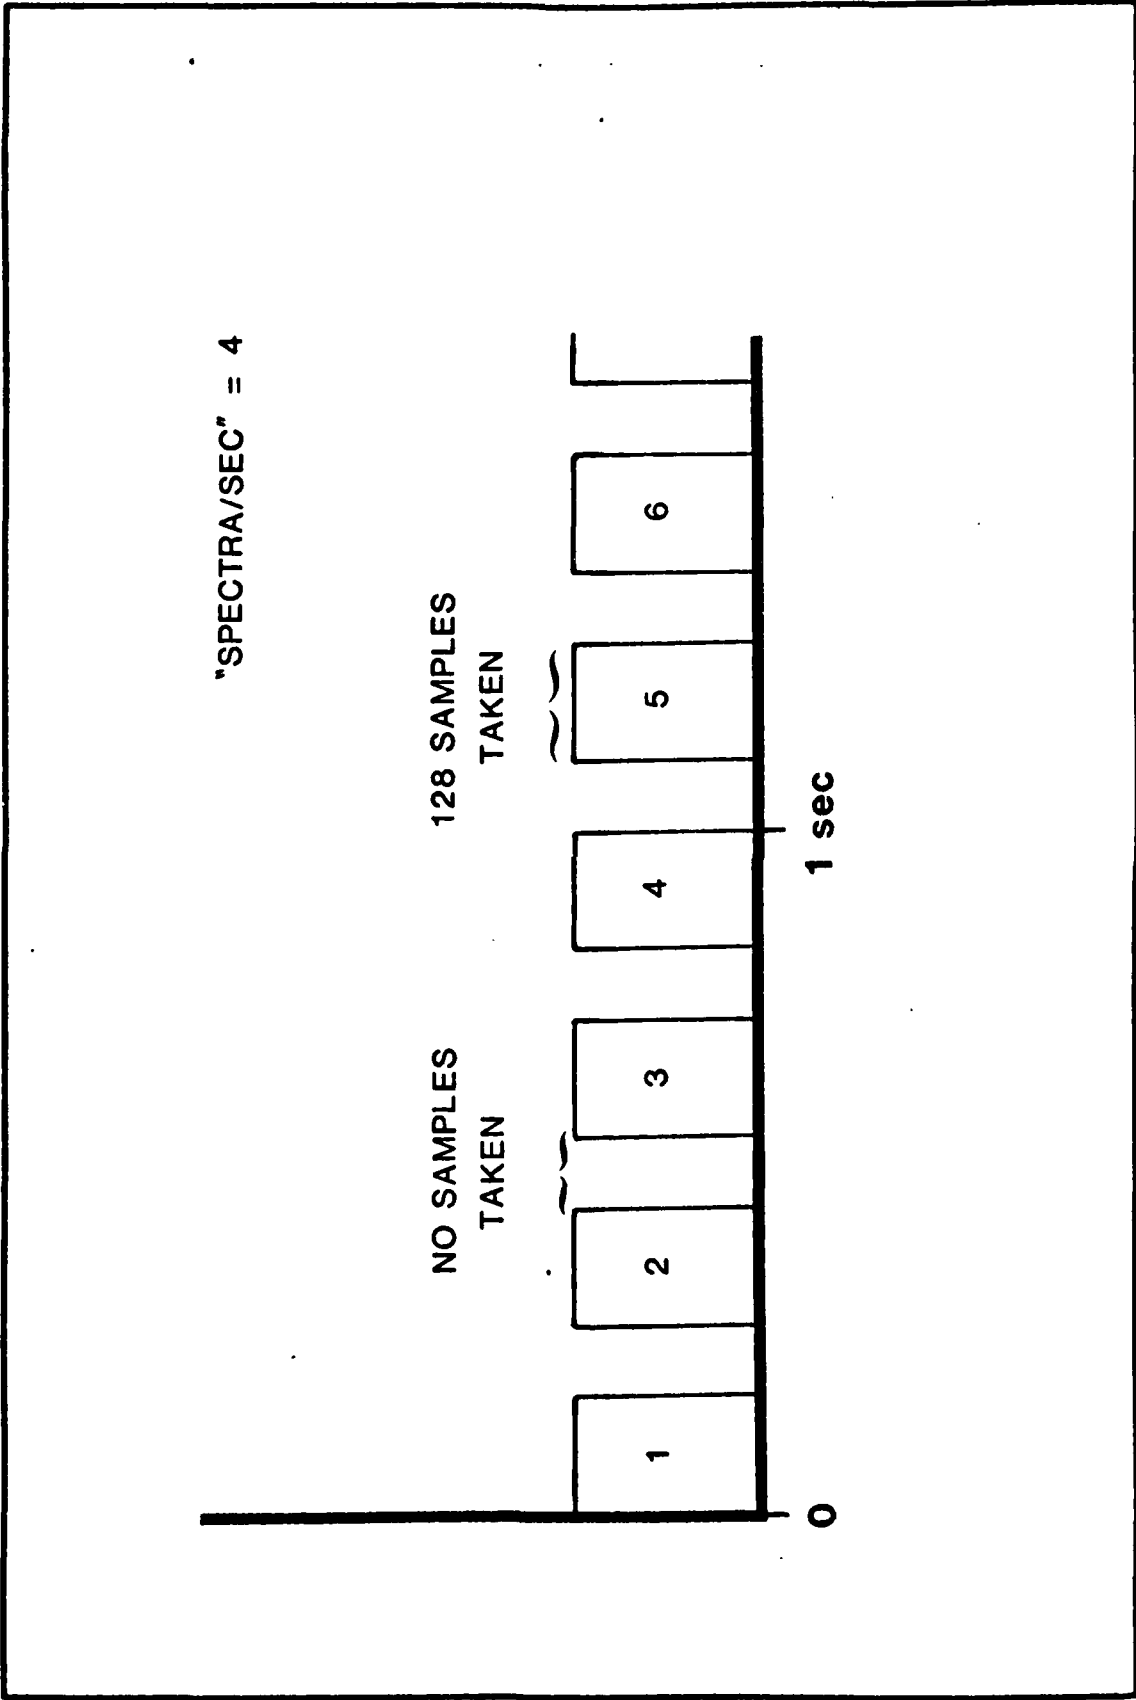 "SPECTRA/SEC" = 4
NO SAMPLES
TAKEN
128 SAMPLES
TAKEN
1
2
3
4
5
6
0
1 sec